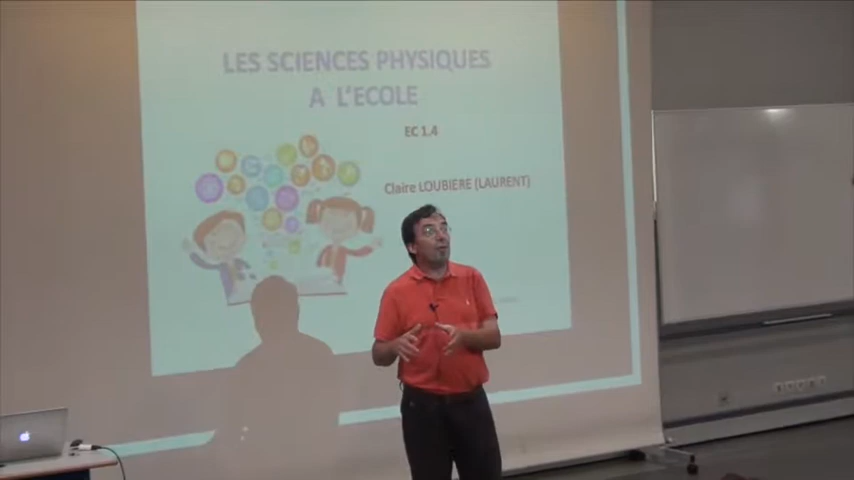 LES SCIENCES PHYSIQUES
A L'ECOLE
EC 1.4
Claire LOUBIERE (LAURENT)